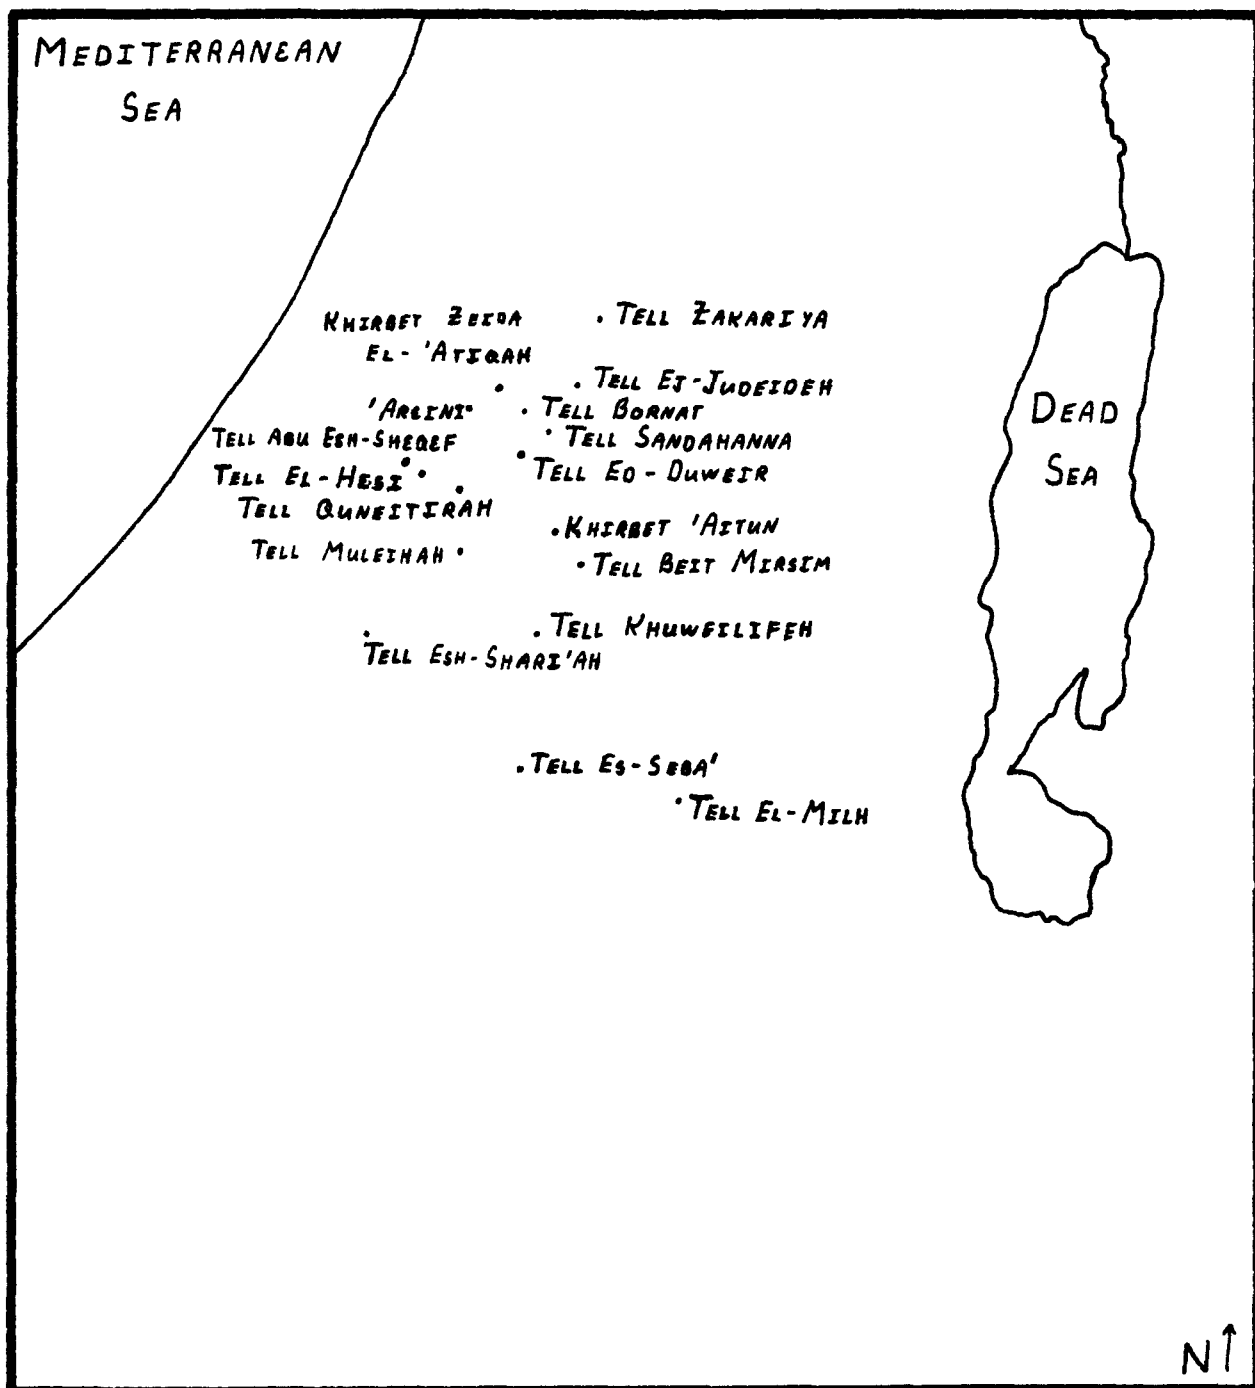 MEDITERRANEAN
SEA
KHIRBET ZEIDA
EL-'ATIQAH
TELL ZAKARIYA
TELL EJ-JUDEIDEH
'AREINI
TELL BORNAT
TELL ABU ESH-SHEQEF
TELL SANDAHANNA
TELL EL-HESI
TELL ED-DUWEIR
TELL QUNEITIRAH
KHIRBET 'AITUN
TELL MULEIHAH
TELL BEIT MIRSIM
TELL KHUWEILIFEH
TELL ESH-SHARI'AH
TELL ES-SEBA'
TELL EL-MILH
DEAD
SEA
N